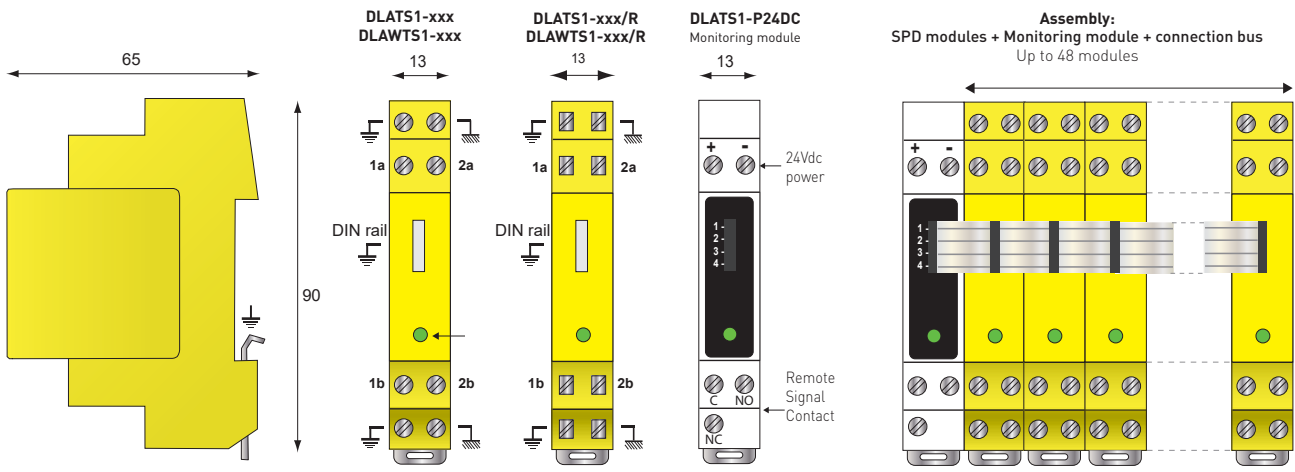 65
90
DLATS1-xxx
DLAWTS1-xxx
13
1a 2a
DIN rail
1b 2b
DLATS1-xxx/R
DLAWTS1-xxx/R
13
1a 2a
DIN rail
1b 2b
DLATS1-P24DC
Monitoring module
13
+ -
24Vdc
power
1 -
2 -
3 -
4 -
C NO
NC
Remote
Signal
Contact
Assembly:
SPD modules + Monitoring module + connection bus
Up to 48 modules
+ -
1 -
2 -
3 -
4 -